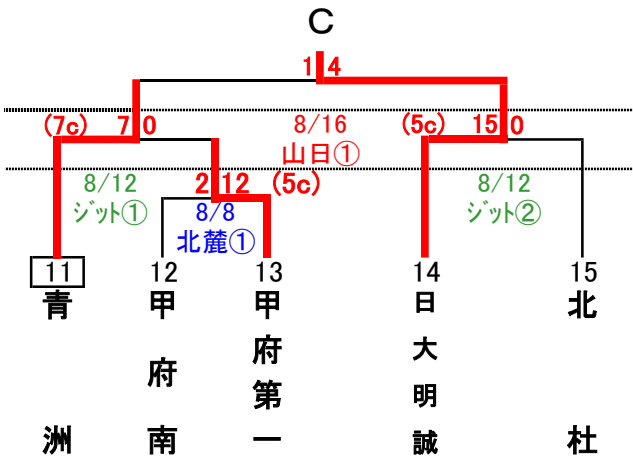 C
1 4
(7c) 7 0
8/16
山日①
(5c) 15 0
8/12
ジット①
2 12 (5c)
8/8
北麓①
8/12
ジット②
11
12
13
14
15
青洲
甲府南
甲府第一
日大明誠
北杜